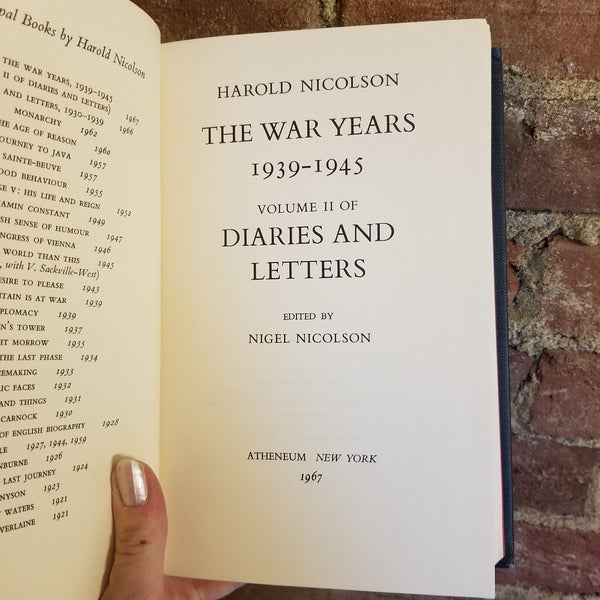 pal Books by Harold Nicolson
THE WAR YEARS, 1939-1945
II OF DIARIES AND LETTERS) 1967
AND LETTERS, 1930-1939 1966
MONARCHY 1962
THE AGE OF REASON 1960
JOURNEY TO JAVA 1957
SAINTE-BEUVE 1957
OOD BEHAVIOUR 1955
GE V: HIS LIFE AND REIGN 1952
JAMIN CONSTANT 1949
SH SENSE OF HUMOUR 1947
NGRESS OF VIENNA 1946
WORLD THAN THIS 1945
, with V. Sackville-West)
ESIRE TO PLEASE 1943
ITAIN IS AT WAR 1939
PLOMACY 1939
N'S TOWER 1937
HT MORROW 1935
THE LAST PHASE 1934
CEMAKING 1933
LIC FACES 1932
AND THINGS 1931
CARNOCK 1930
OF ENGLISH BIOGRAPHY 1928
LE 1927, 1944, 1959
NBURNE 1926
LAST JOURNEY 1924
NYSON 1923
WATERS 1921
VERLAINE 1921
HAROLD NICOLSON
THE WAR YEARS
1939-1945
VOLUME II OF
DIARIES AND
LETTERS
EDITED BY
NIGEL NICOLSON
ATHENEUM NEW YORK
1967